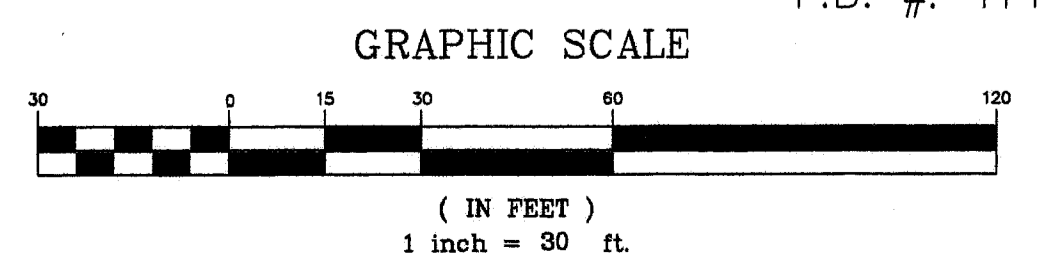 GRAPHIC SCALE
30 0 15 30 60 120
( IN FEET )
1 inch = 30 ft.